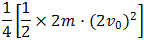 1/4 [1/2 × 2m · (2v₀)²]